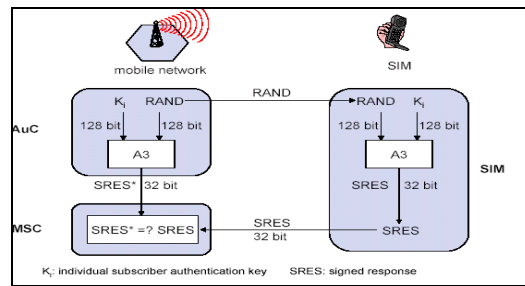 mobile network
SIM
RAND
Ki RAND
RAND Ki
AuC
128 bit 128 bit
128 bit 128 bit
A3
A3
SRES* 32 bit
SRES 32 bit
SIM
MSC
SRES* =? SRES
SRES
32 bit
SRES
Ki: individual subscriber authentication key SRES: signed response